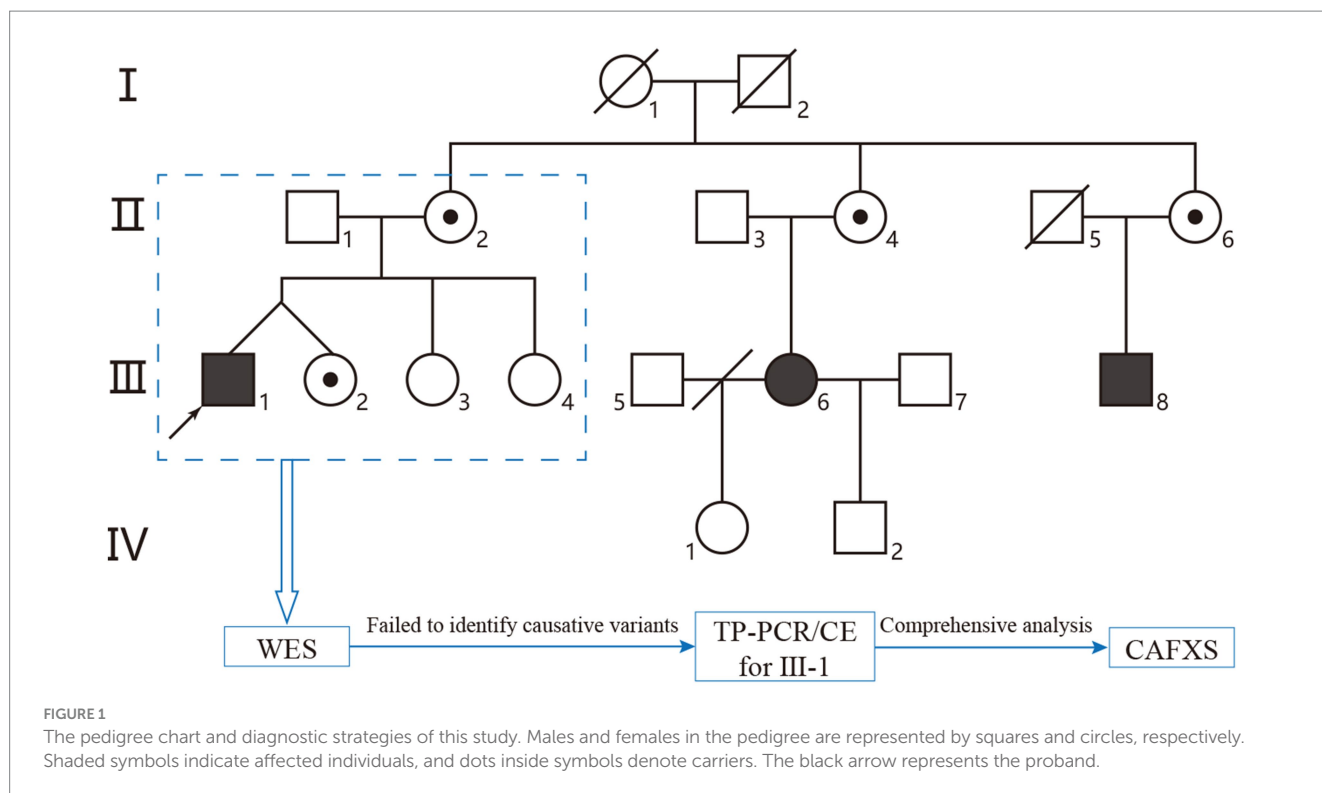 I
1
2
II
1
2
3
4
5
6
III
1
2
3
4
5
6
7
8
IV
1
2
WES
Failed to identify causative variants
TP-PCR/CE
for III-1
Comprehensive analysis
CAFXS
FIGURE 1
The pedigree chart and diagnostic strategies of this study. Males and females in the pedigree are represented by squares and circles, respectively.
Shaded symbols indicate affected individuals, and dots inside symbols denote carriers. The black arrow represents the proband.